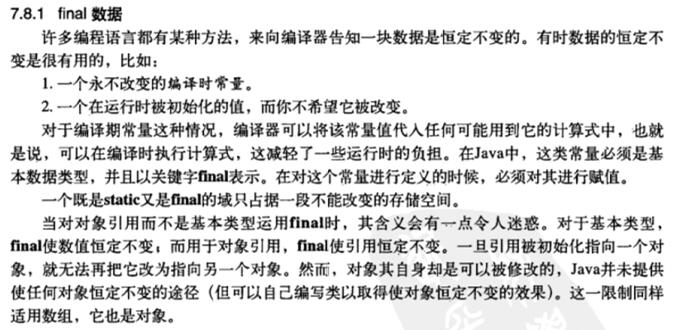 7.8.1 final 数据
许多编程语言都有某种方法，来向编译器告知一块数据是恒定不变的。有时数据的恒定不
变是很有用的，比如：
1. 一个永不改变的编译时常量。
2. 一个在运行时被初始化的值，而你不希望它被改变。
对于编译期常量这种情况，编译器可以将该常量值代入任何可能用到它的计算式中，也就
是说，可以在编译时执行计算式，这减轻了一些运行时的负担。在Java中，这类常量必须是基
本数据类型，并且以关键字final表示。在对这个常量进行定义的时候，必须对其进行赋值。
一个既是static又是final的域只占据一段不能改变的存储空间。
当对对象引用而不是基本类型运用final时，其含义会有一点令人迷惑。对于基本类型，
final使数值恒定不变；而用于对象引用，final使引用恒定不变。一旦引用被初始化指向一个对
象，就无法再把它改为指向另一个对象。然而，对象其自身却是可以被修改的，Java并未提供
使任何对象恒定不变的途径（但可以自己编写类以取得使对象恒定不变的效果）。这一限制同样
适用数组，它也是对象。